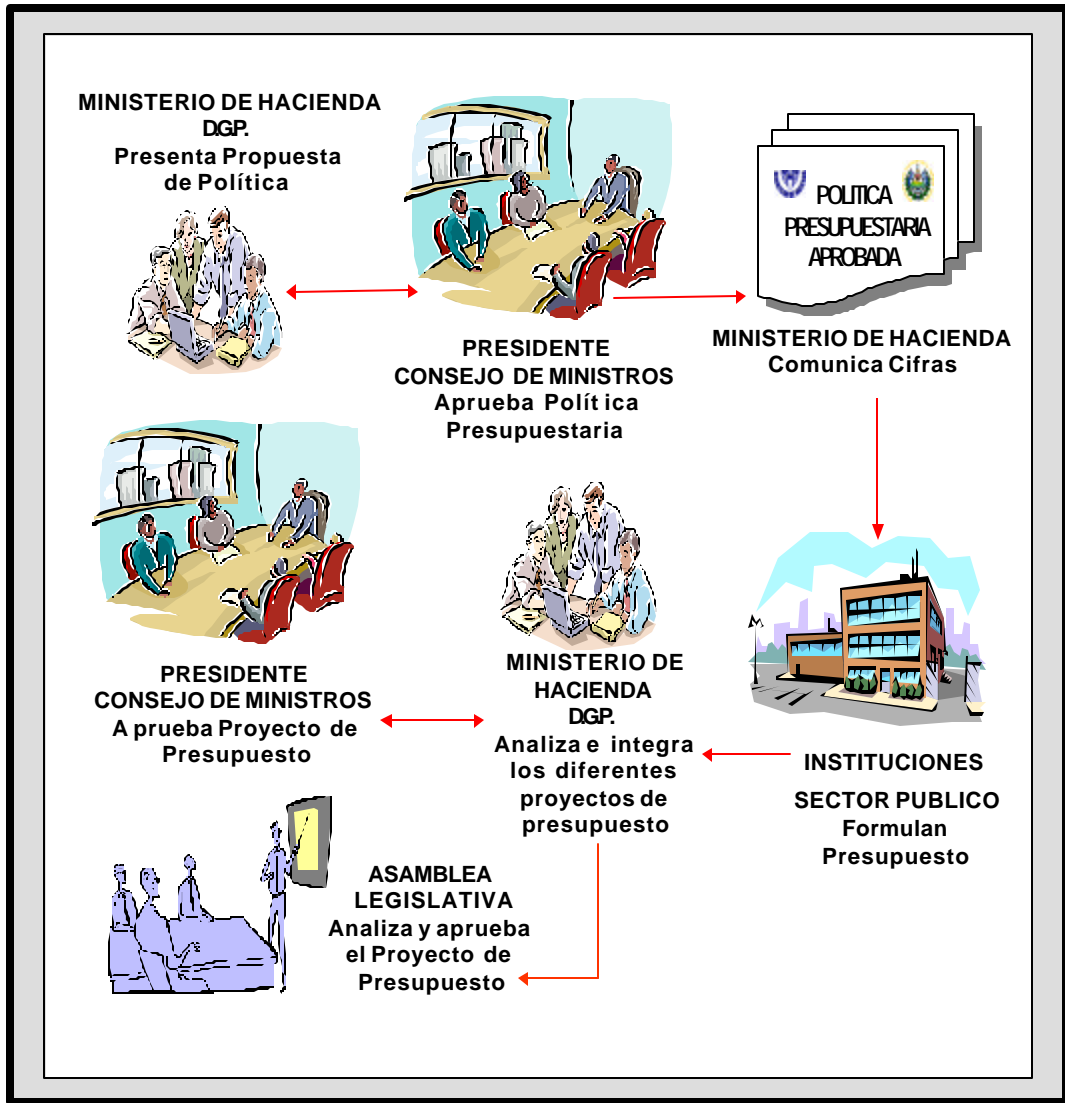 MINISTERIO DE HACIENDA
D.G.P.
Presenta Propuesta
de Política
POLITICA
PRESUPUESTARIA
APROBADA
PRESIDENTE
CONSEJO DE MINISTROS
Aprueba Polít ica
Presupuestaria
MINISTERIO DE HACIENDA
Comunica Cifras
PRESIDENTE
CONSEJO DE MINISTROS
A prueba Proyecto de
Presupuesto
MINISTERIO DE
HACIENDA
D.G.P.
Analiza e integra
los diferentes
proyectos de
presupuesto
INSTITUCIONES
SECTOR PUBLICO
Formulan
Presupuesto
ASAMBLEA
LEGISLATIVA
Analiza y aprueba
el Proyecto de
Presupuesto